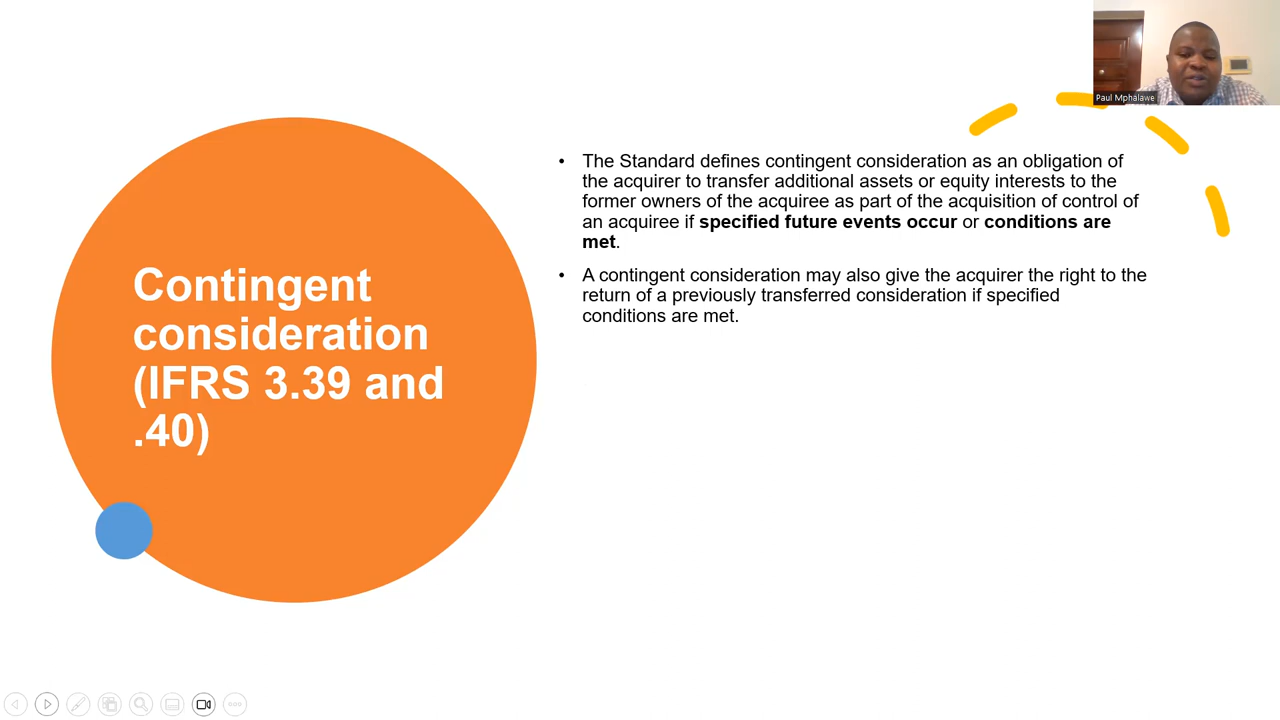 Paul Mphalawe
Contingent
consideration
(IFRS 3.39 and
.40)
• The Standard defines contingent consideration as an obligation of
the acquirer to transfer additional assets or equity interests to the
former owners of the acquiree as part of the acquisition of control of
an acquiree if specified future events occur or conditions are
met.
• A contingent consideration may also give the acquirer the right to the
return of a previously transferred consideration if specified
conditions are met.